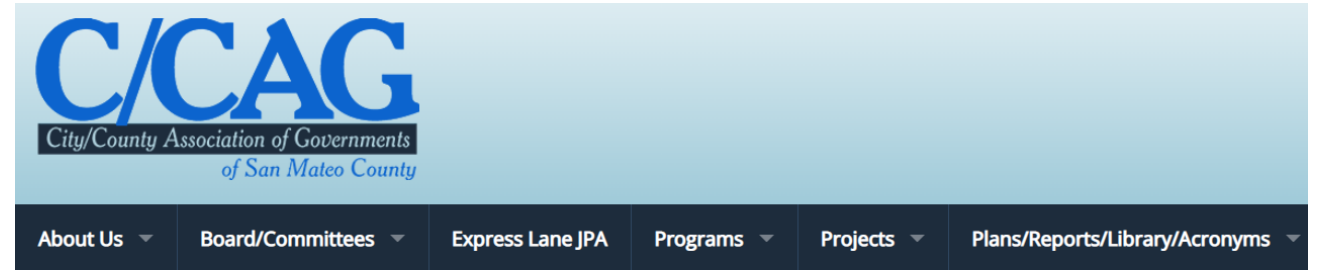 C/CAG
City/County Association of Governments
of San Mateo County
About Us Board/Committees Express Lane JPA Programs Projects Plans/Reports/Library/Acronyms